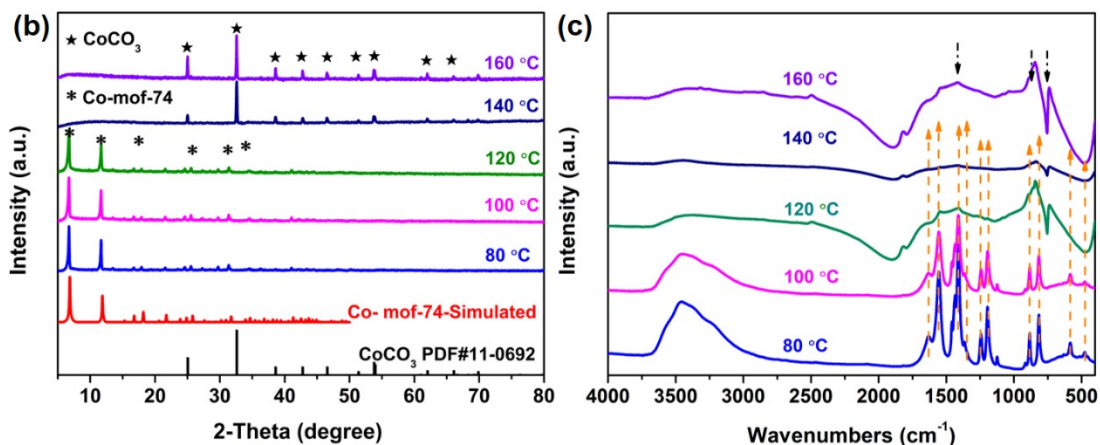 (b)
★ CoCO₃
160 °C
* Co-mof-74
140 °C
120 °C
100 °C
80 °C
Co- mof-74-Simulated
CoCO₃ PDF#11-0692
Intensity (a.u.)
10 20 30 40 50 60 70 80
2-Theta (degree)
(c)
160 °C
140 °C
120 °C
100 °C
80 °C
Intensity (a.u.)
4000 3500 3000 2500 2000 1500 1000 500
Wavenumbers (cm⁻¹)